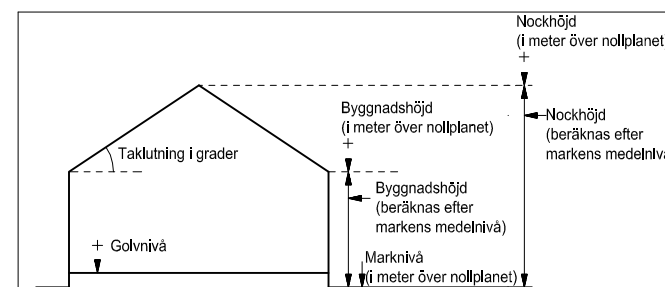 Nockhöjd
(i meter över nollplanet)
+
Byggnadshöjd
(i meter över nollplanet)
+
Nockhöjd
(beräknas efter
markens medelnivå
Taklutning i grader
Byggnadshöjd
(beräknas efter
markens medelnivå)
+ Golvnivå
Marknivå
(i meter över nollplanet)